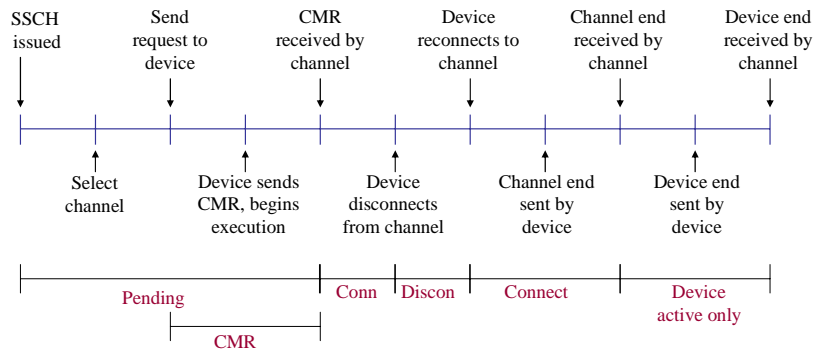 SSCH
issued
Send
request to
device
CMR
received by
channel
Device
reconnects to
channel
Channel end
received by
channel
Device end
received by
channel
Select
channel
Device sends
CMR, begins
execution
Device
disconnects
from channel
Channel end
sent by
device
Device end
sent by
device
Pending
Conn
Discon
Connect
Device
active only
CMR